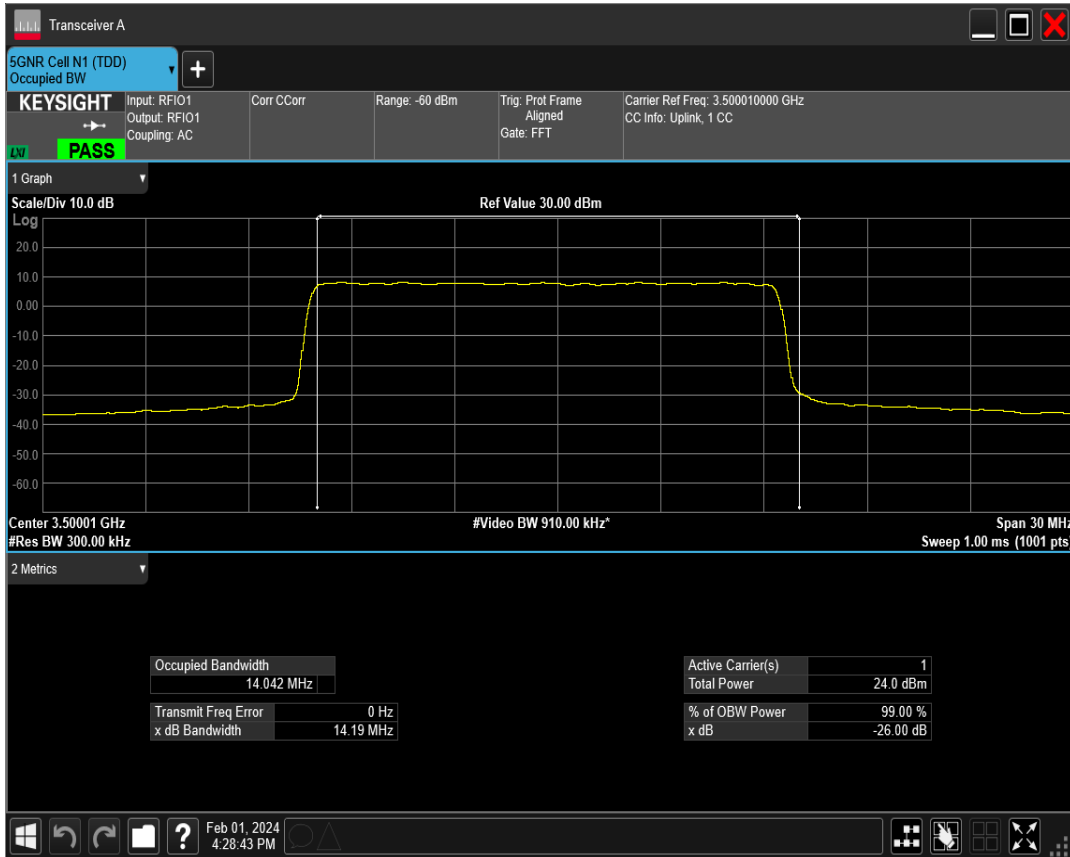 Transceiver A
5GNR Cell N1 (TDD)
Occupied BW
+
KEYSIGHT
LXI
PASS
Input: RFIO1
Output: RFIO1
Coupling: AC
Corr CCorr
Range: -60 dBm
Trig: Prot Frame
Aligned
Gate: FFT
Carrier Ref Freq: 3.500010000 GHz
CC Info: Uplink, 1 CC
1 Graph
Scale/Div 10.0 dB
Ref Value 30.00 dBm
Log
20.0
10.0
0.00
-10.0
-20.0
-30.0
-40.0
-50.0
-60.0
Center 3.50001 GHz
#Video BW 910.00 kHz*
Span 30 MHz
#Res BW 300.00 kHz
Sweep 1.00 ms (1001 pts)
2 Metrics
Occupied Bandwidth
14.042 MHz
Transmit Freq Error 0 Hz
x dB Bandwidth 14.19 MHz
Active Carrier(s) 1
Total Power 24.0 dBm
% of OBW Power 99.00 %
x dB -26.00 dB
?
Feb 01, 2024
4:28:43 PM